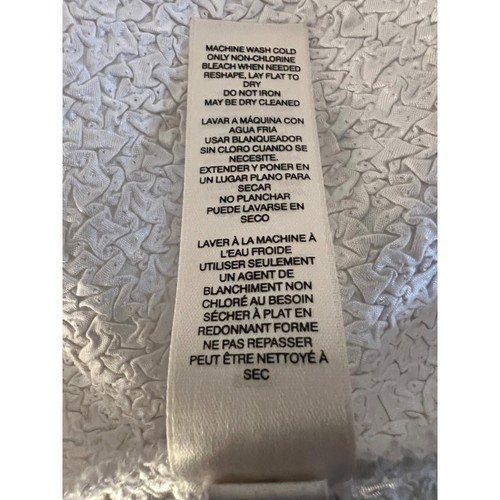 MACHINE WASH COLD
ONLY NON-CHLORINE
BLEACH WHEN NEEDED
RESHAPE, LAY FLAT TO
DRY
DO NOT IRON
MAY BE DRY CLEANED
LAVAR A MÁQUINA CON
AGUA FRIA
USAR BLANQUEADOR
SIN CLORO CUANDO SE
NECESITE.
EXTENDER Y PONER EN
UN LUGAR PLANO PARA
SECAR
NO PLANCHAR
PUEDE LAVARSE EN
SECO
LAVER À LA MACHINE À
L'EAU FROIDE
UTILISER SEULEMENT
UN AGENT DE
BLANCHIMENT NON
CHLORÉ AU BESOIN
SÉCHER À PLAT EN
REDONNANT FORME
NE PAS REPASSER
PEUT ÊTRE NETTOYÉ À
SEC